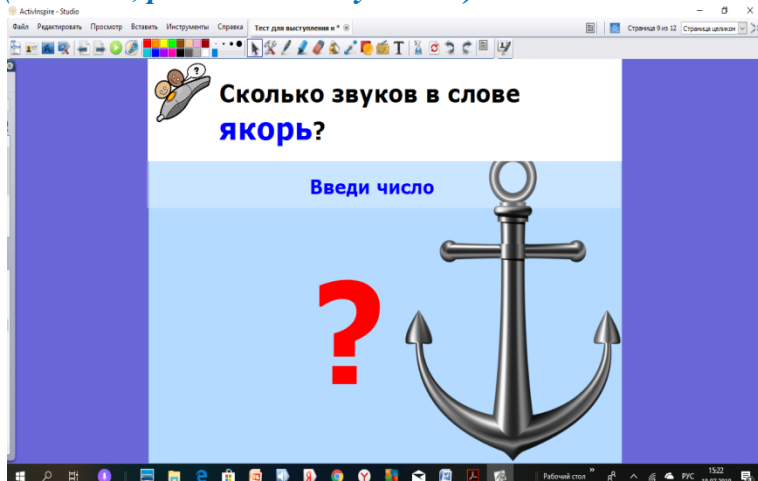 ActivInspire - Studio
Файл Редактировать Просмотр Вставить Инструменты Справка Тест для выступления н *
Страница 9 из 12 Страница целиком
T
?
Сколько звуков в слове
якорь?
Введи число
?
Рабочий стол
РУС 15:22